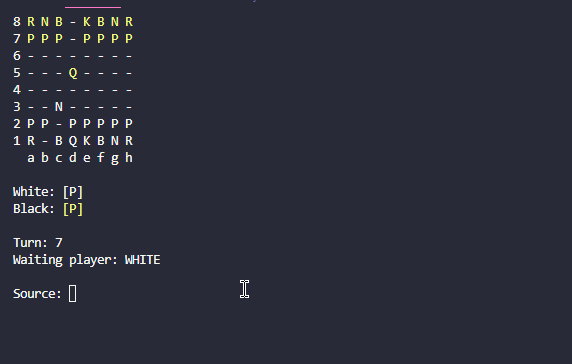 8 R N B - K B N R
7 P P P - P P P P
6 - - - - - - - -
5 - - - Q - - - -
4 - - - - - - - -
3 - - N - - - - -
2 P P - P P P P P
1 R - B Q K B N R
a b c d e f g h
White: [P]
Black: [P]
Turn: 7
Waiting player: WHITE
Source: